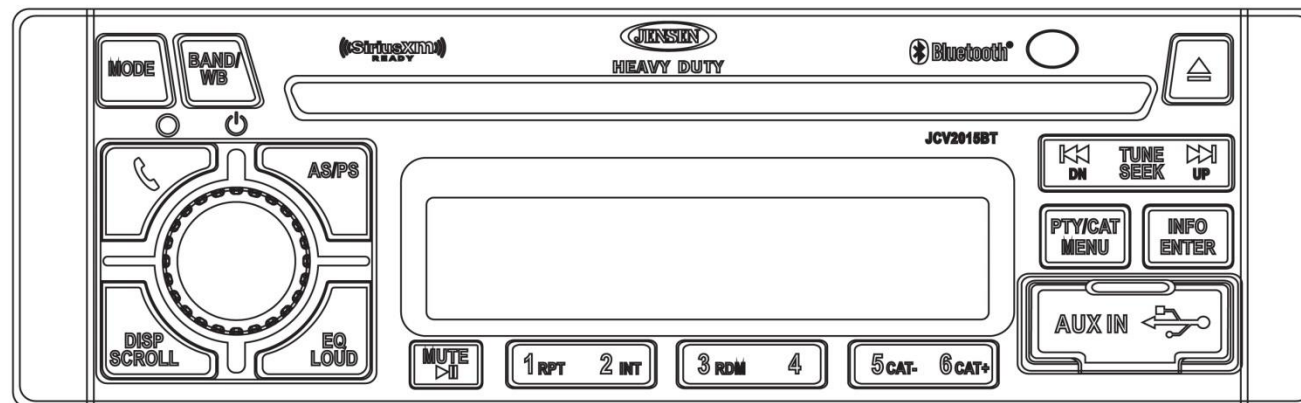 MODE
BAND/
WB
((SiriusXM))
READY
JENSEN
HEAVY DUTY
Bluetooth®
JCV2015BT
AS/PS
DN
TUNE
SEEK
UP
PTY/CAT
MENU
INFO
ENTER
DISP
SCROLL
EQ
LOUD
AUX IN
MUTE
1 RPT 2 INT
3 RDM 4
5 CAT- 6 CAT+